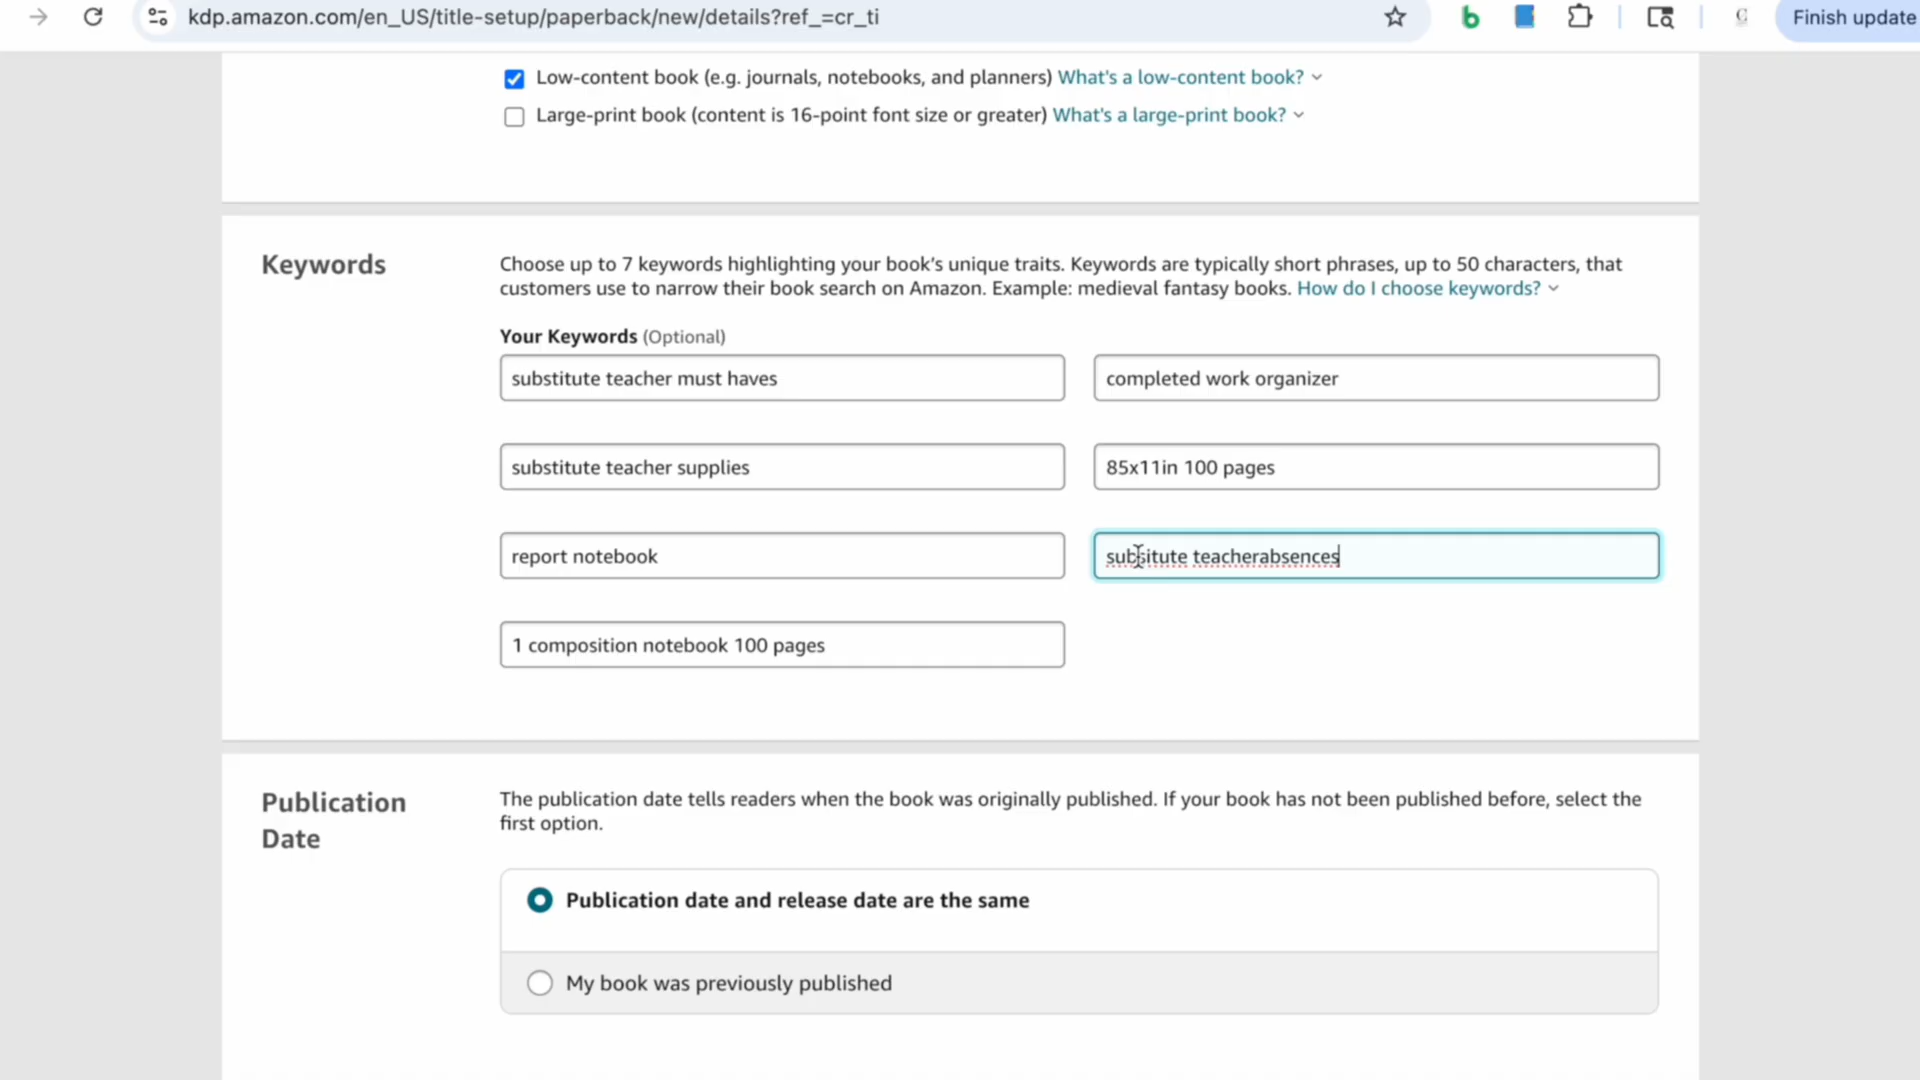 kdp.amazon.com/en_US/title-setup/paperback/new/details?ref_=cr_ti
Finish update
Low-content book (e.g. journals, notebooks, and planners) What's a low-content book?
Large-print book (content is 16-point font size or greater) What's a large-print book?
Keywords
Choose up to 7 keywords highlighting your book's unique traits. Keywords are typically short phrases, up to 50 characters, that
customers use to narrow their book search on Amazon. Example: medieval fantasy books. How do I choose keywords?
Your Keywords (Optional)
substitute teacher must haves
completed work organizer
substitute teacher supplies
85x11in 100 pages
report notebook
subsitute teacherabsences
1 composition notebook 100 pages
Publication
Date
The publication date tells readers when the book was originally published. If your book has not been published before, select the
first option.
Publication date and release date are the same
My book was previously published